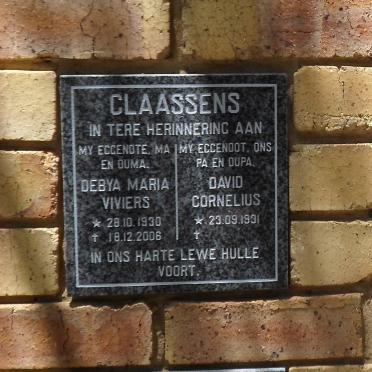 CLAASSENS
IN TERE HERINNERING AAN
MY EGGENOTE, MA
EN OUMA.
DEBYA MARIA
VIVIERS
★ 28.10.1930
✝ 18.12.2006
MY EGGENOOT, ONS
PA EN OUPA.
DAVID
CORNELIUS
★ 23.09.1931
✝
IN ONS HARTE LEWE HULLE
VOORT.